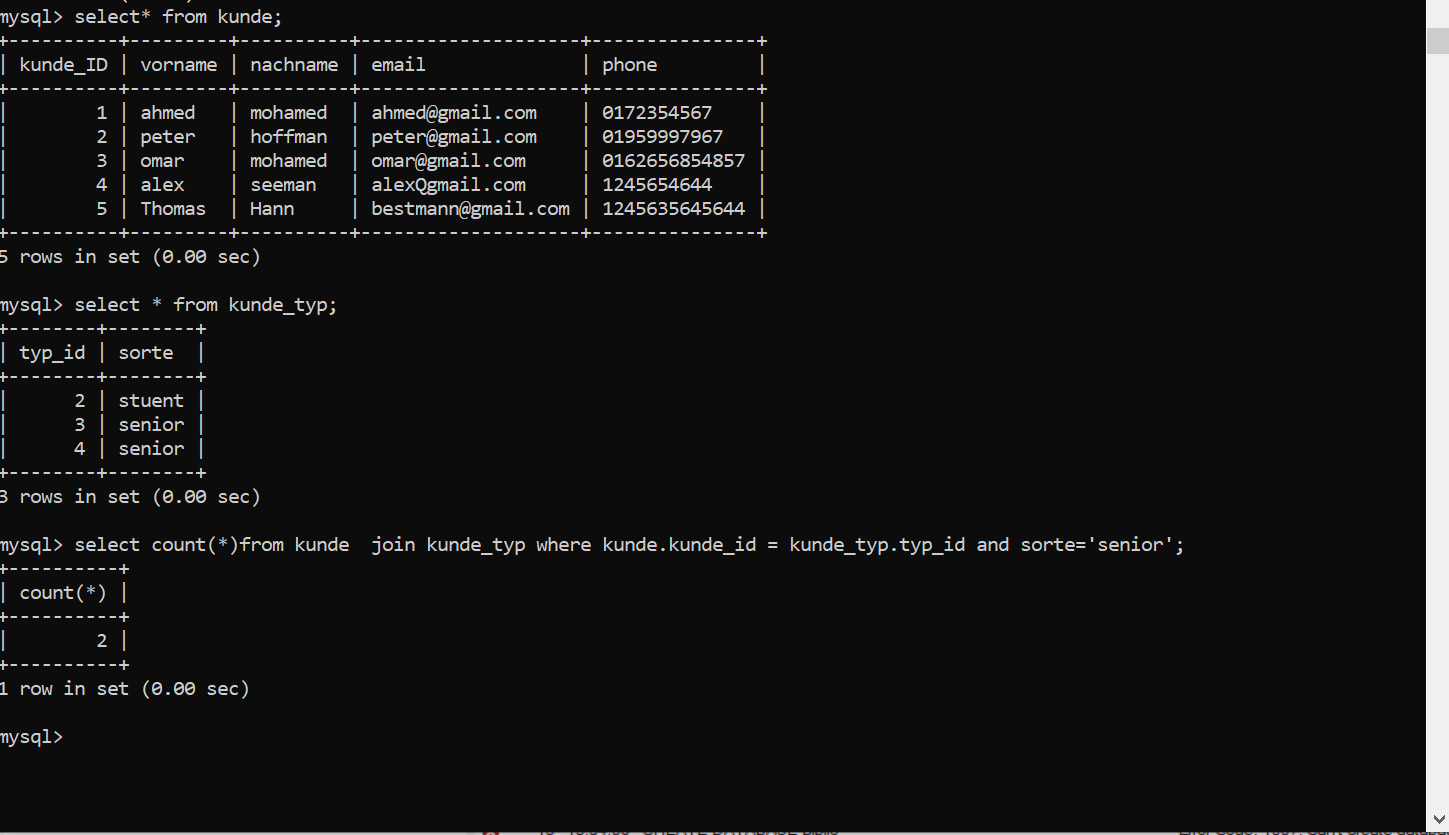 mysql> select* from kunde;
+----------+---------+----------+--------------------+---------------+
| kunde_ID | vorname | nachname | email              | phone         |
+----------+---------+----------+--------------------+---------------+
|        1 | ahmed   | mohamed  | ahmed@gmail.com    | 0172354567    |
|        2 | peter   | hoffman  | peter@gmail.com    | 01959997967   |
|        3 | omar    | mohamed  | omar@gmail.com     | 0162656854857 |
|        4 | alex    | seeman   | alexQgmail.com     | 1245654644    |
|        5 | Thomas  | Hann     | bestmann@gmail.com | 1245635645644 |
+----------+---------+----------+--------------------+---------------+
5 rows in set (0.00 sec)
mysql> select * from kunde_typ;
+--------+--------+
| typ_id | sorte  |
+--------+--------+
|      2 | stuent |
|      3 | senior |
|      4 | senior |
+--------+--------+
3 rows in set (0.00 sec)
mysql> select count(*)from kunde  join kunde_typ where kunde.kunde_id = kunde_typ.typ_id and sorte='senior';
+----------+
| count(*) |
+----------+
|        2 |
+----------+
1 row in set (0.00 sec)
mysql>